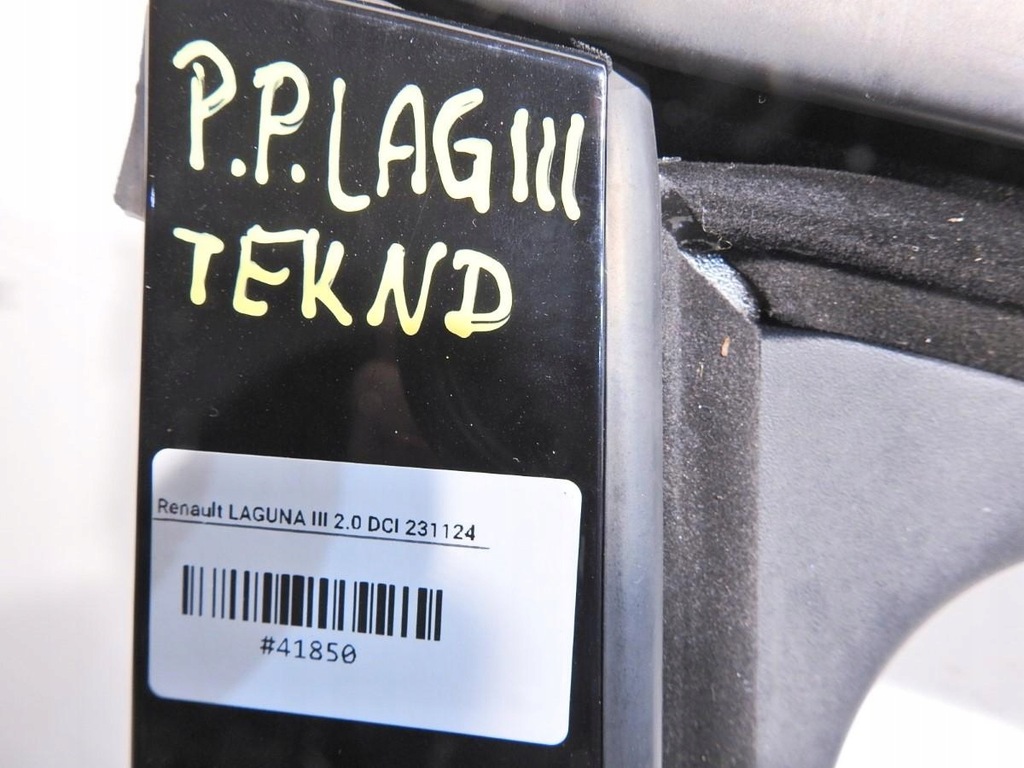 P.P. LAG III
TEKND
Renault LAGUNA III 2.0 DCI 231124
#41850